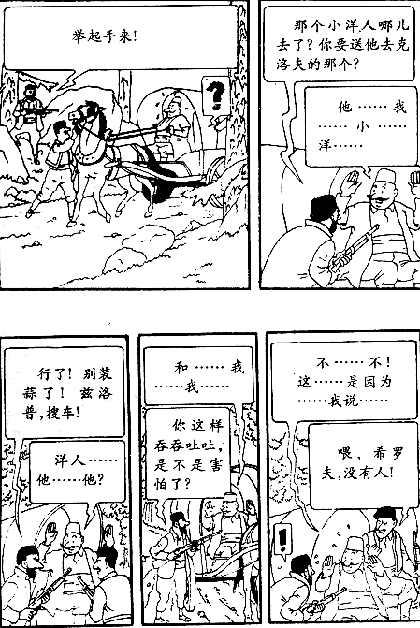 举起手来！
?
那个小洋人哪儿
去了？你要送他去克
洛夫的那个？
他……我
……小……
洋……
行了！别装
蒜了！兹洛
普，搜车！
洋人……
他……他？
和……我
……我……
你这样
吞吞吐吐，
是不是害
怕了？
不……不！
这……是因为
……我说……
喂、希罗
夫，没有人！
!